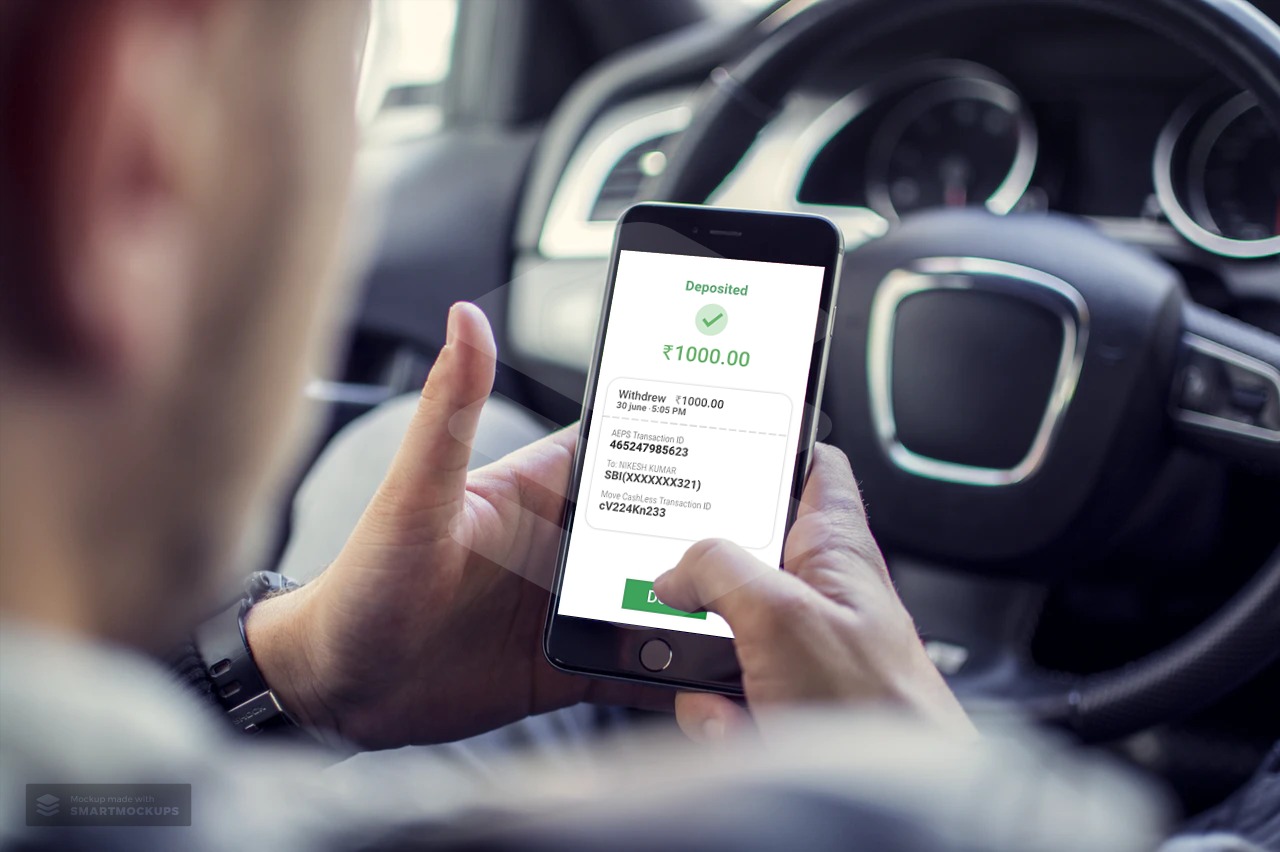 Deposited
₹1000.00
Withdrew ₹1000.00
30 june 5:05 PM
AEPS Transaction ID
465247985623
To: NIKESH KUMAR
SBI(XXXXXXX321)
Move CashLess Transaction ID
cV224Kn233
Mockup made with
SMARTMOCKUPS